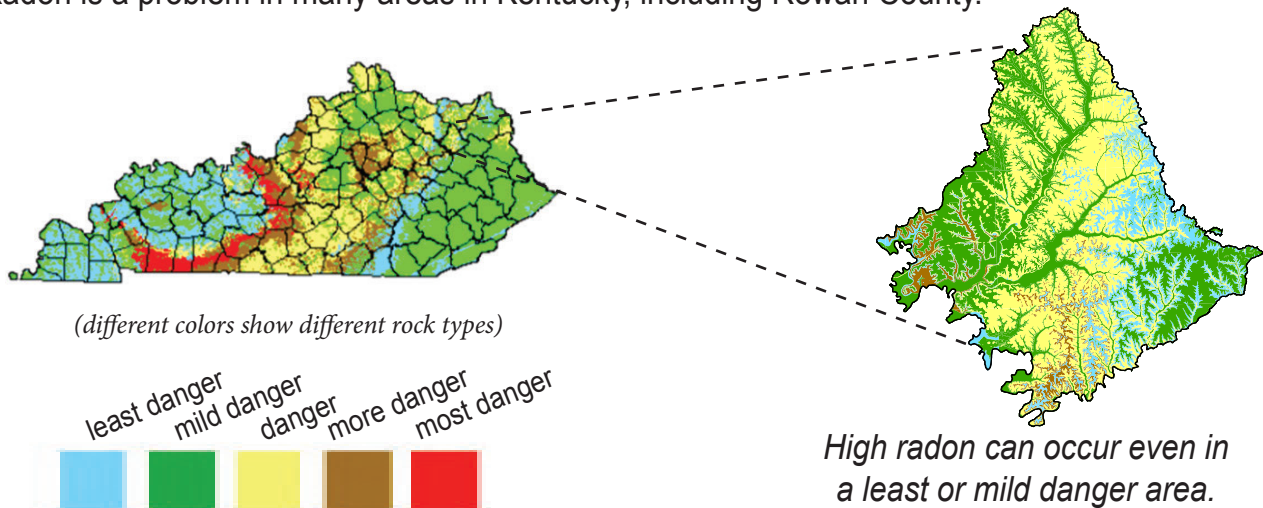 Radon is a problem in many areas in Kentucky, including Rowan County.
(different colors show different rock types)
least danger
mild danger
danger
more danger
most danger
High radon can occur even in
a least or mild danger area.